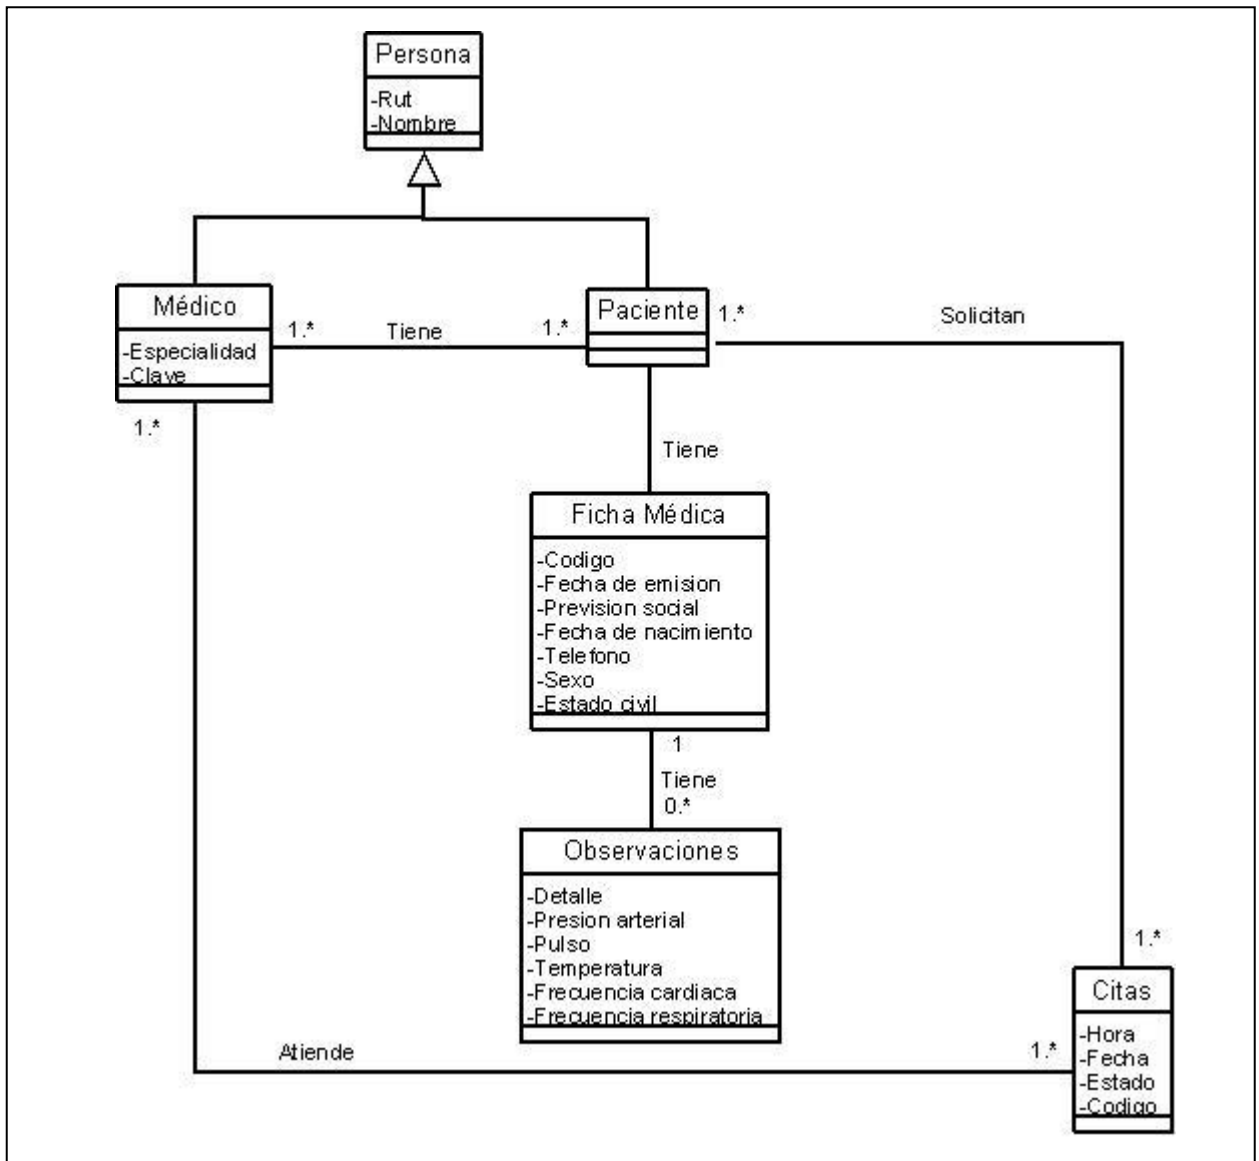 Persona
-Rut
-Nombre
Médico
-Especialidad
-Clave
1.*
Tiene
1.*
Paciente
1.*
Solicitan
1.*
Tiene
Ficha Médica
-Codigo
-Fecha de emision
-Prevision social
-Fecha de nacimiento
-Telefono
-Sexo
-Estado civil
1
Tiene
0.*
Observaciones
-Detalle
-Presion arterial
-Pulso
-Temperatura
-Frecuencia cardiaca
-Frecuencia respiratoria
1.*
Citas
-Hora
-Fecha
-Estado
-Codigo
Atiende
1.*